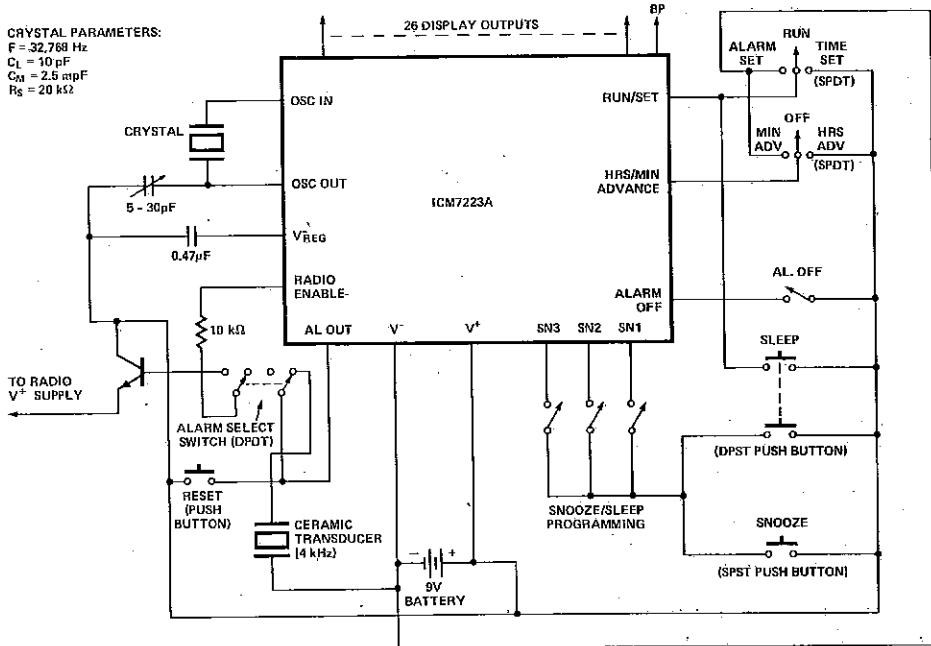 CRYSTAL PARAMETERS:
F = 32,768 Hz
CL = 10 pF
CM = 2.5 mpF
RS = 20 kΩ
26 DISPLAY OUTPUTS
BP
OSC IN
CRYSTAL
OSC OUT
5 - 30pF
0.47μF
V-REG
RADIO
ENABLE-
10 kΩ
AL OUT
V-
V+
SN3
SN2
SN1
ICM7223A
RUN/SET
HRS/MIN
ADVANCE
ALARM
OFF
RUN
ALARM
SET
TIME
SET
(SPDT)
OFF
MIN
ADV
HRS
ADV
(SPDT)
AL. OFF
SLEEP
(DPST PUSH BUTTON)
SNOOZE
(SPST PUSH BUTTON)
SNOOZE/SLEEP
PROGRAMMING
TO RADIO
V+ SUPPLY
ALARM SELECT
SWITCH (DPDT)
RESET
(PUSH
BUTTON)
CERAMIC
TRANSDUCER
(4 kHz)
- +
9V
BATTERY